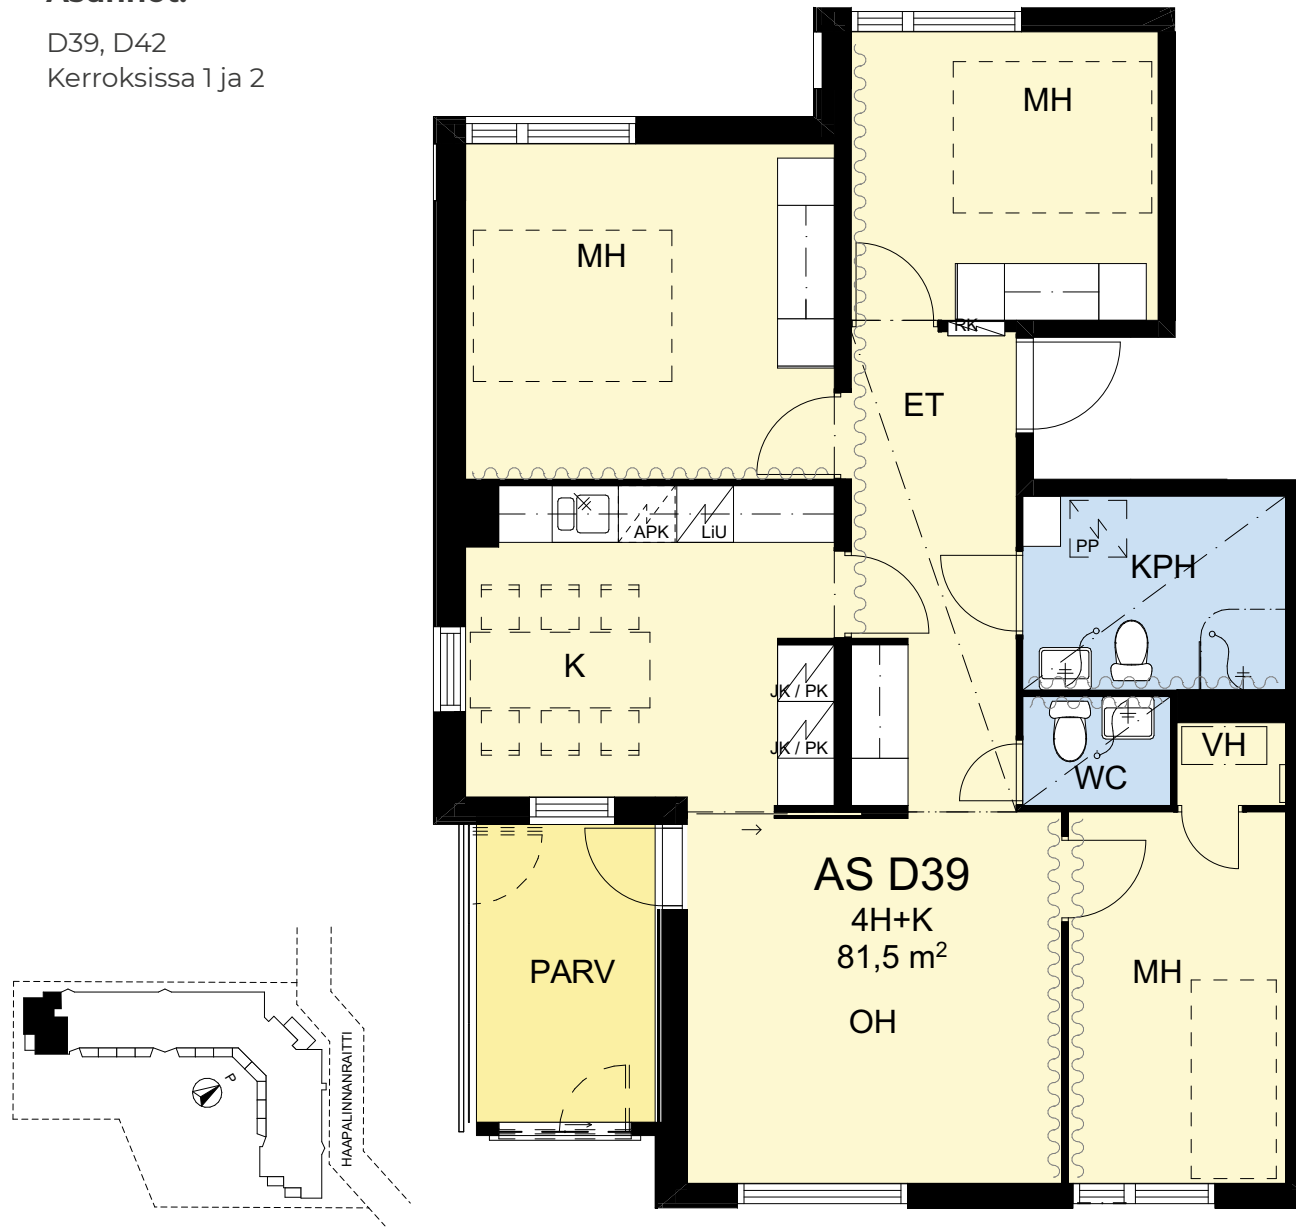 Asunnot:
D39, D42
Kerroksissa 1 ja 2
MH
MH
RK
ET
APK
LiU
PP
KPH
K
JK / PK
JK / PK
VH
WC
AS D39
4H+K
81,5 m²
PARV
MH
OH
P
HAAPALINNANRAITTI